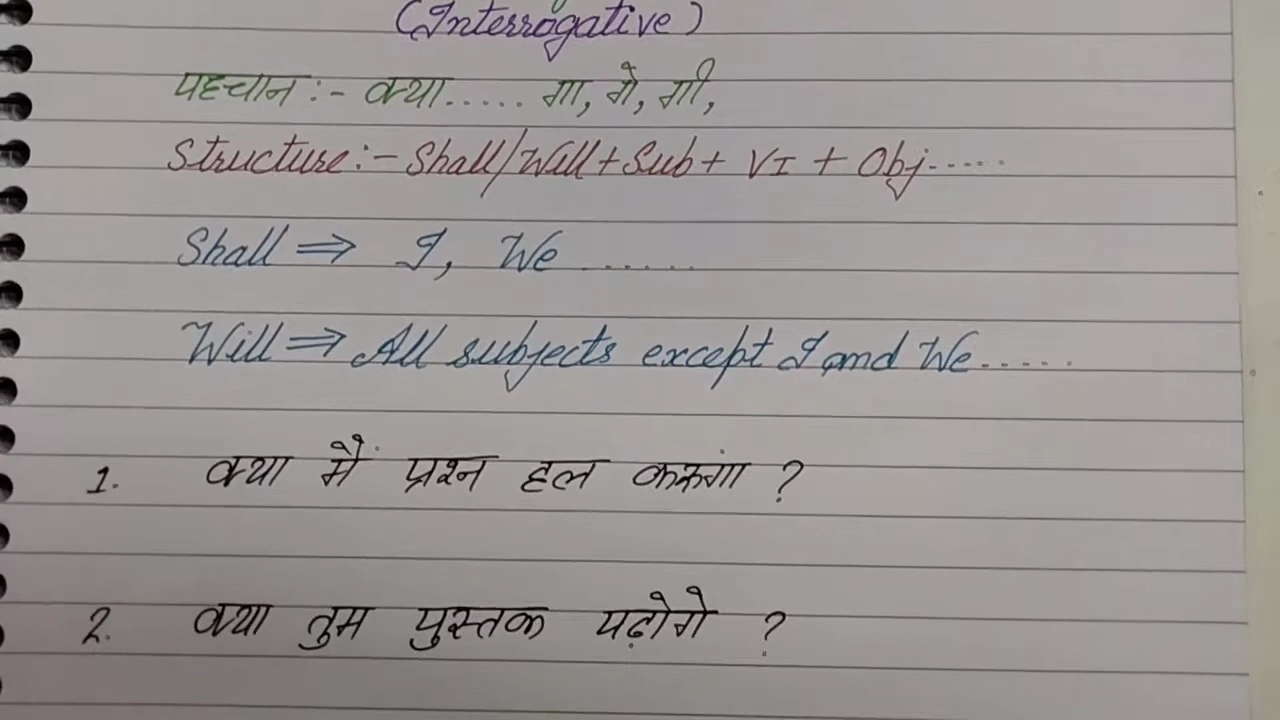 (Interrogative)
पहचान :- क्या..... गा, गे, गी,
Structure:- Shall/Will + Sub + VI + Obj.....
Shall ⇒ I, We ......
Will ⇒ All subjects except I and We.....
1. क्या मैं प्रश्न हल करूंगा ?
2. क्या तुम पुस्तक पढ़ोगे ?